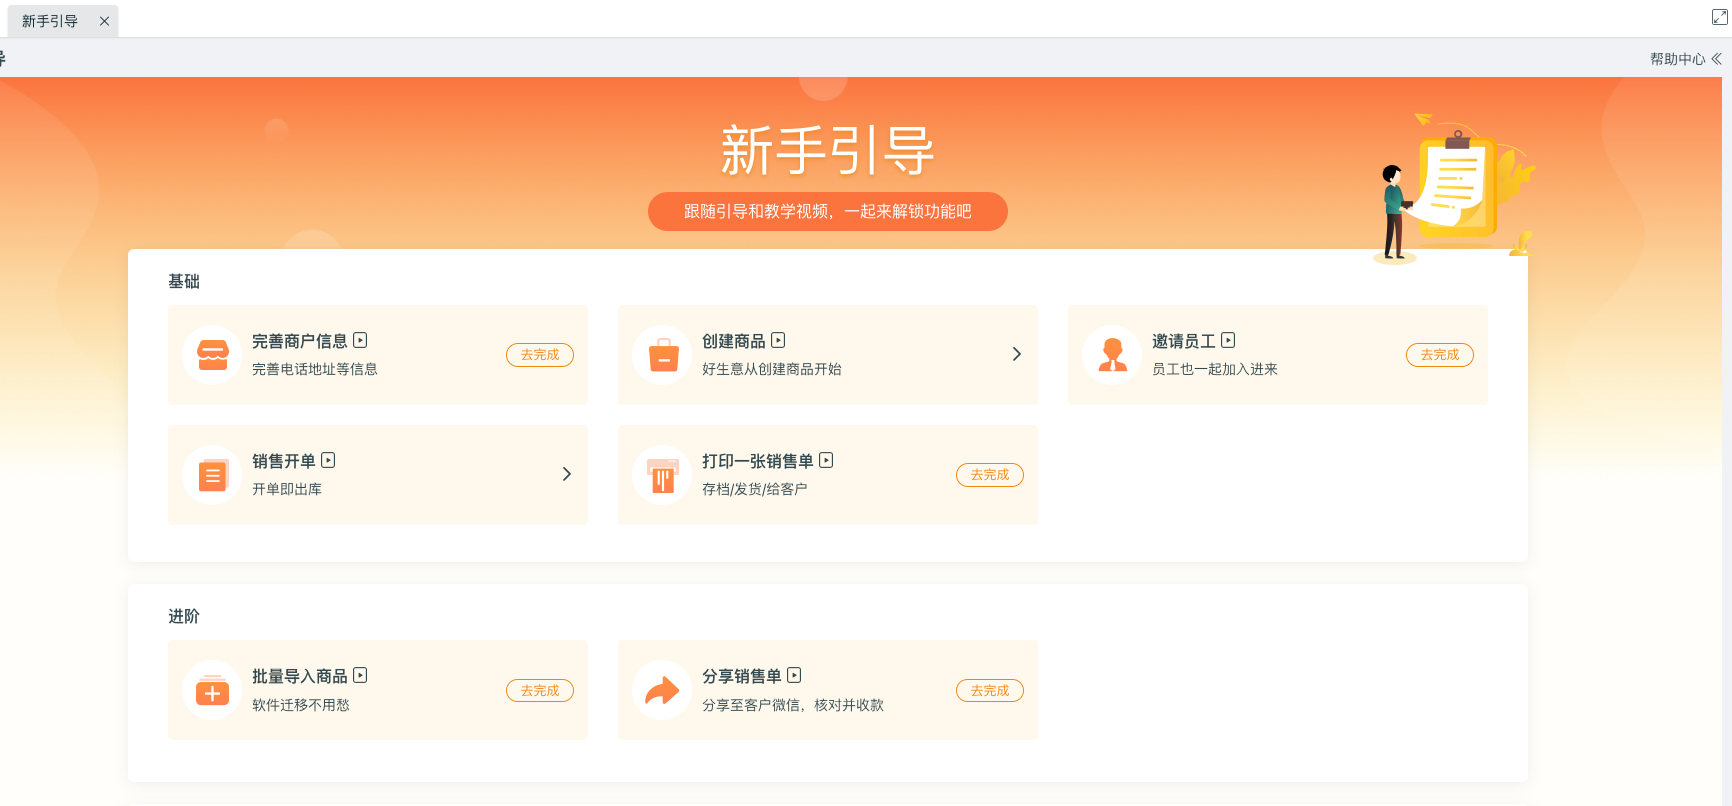 新手引导
导
帮助中心
新手引导
跟随引导和教学视频，一起来解锁功能吧
基础
完善商户信息
完善电话地址等信息
去完成
创建商品
好生意从创建商品开始
邀请员工
员工也一起加入进来
去完成
销售开单
开单即出库
打印一张销售单
存档/发货/给客户
去完成
进阶
批量导入商品
软件迁移不用愁
去完成
分享销售单
分享至客户微信，核对并收款
去完成